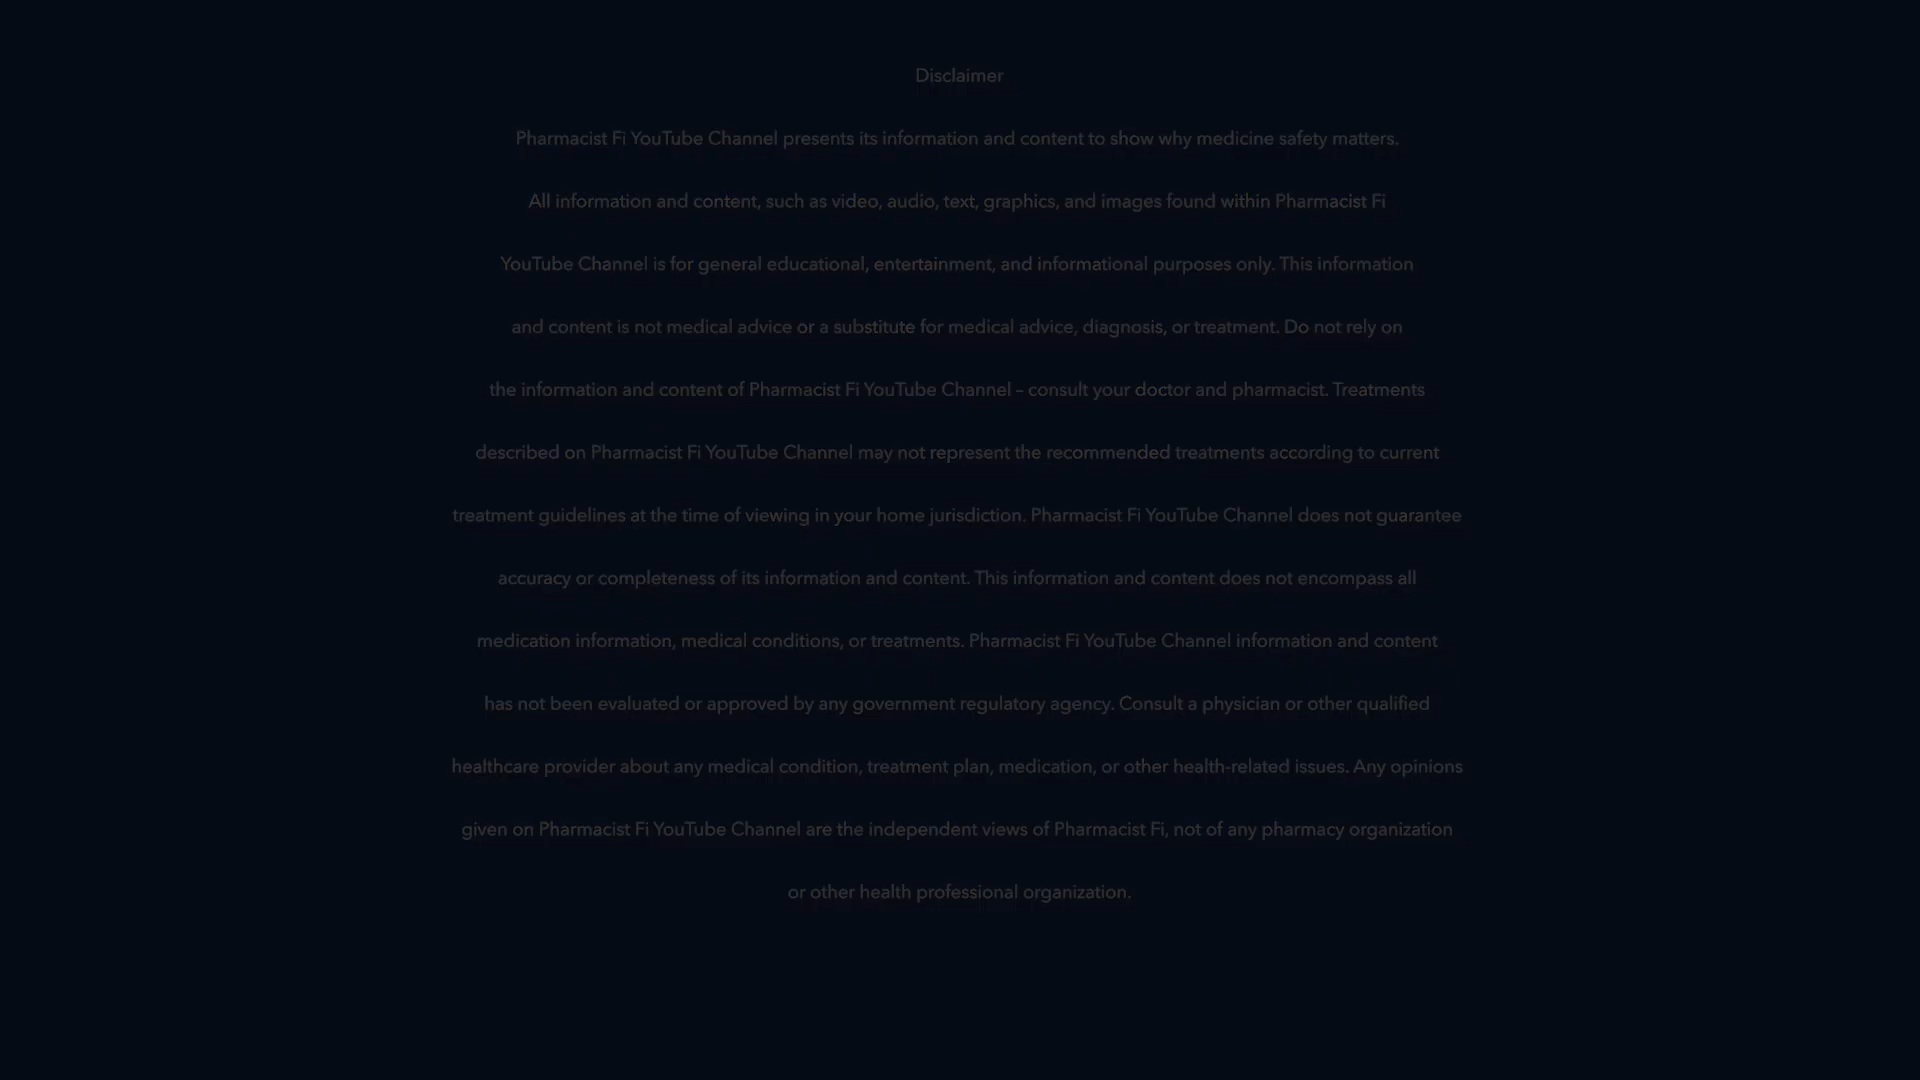 Disclaimer
Pharmacist Fi YouTube Channel presents its information and content to show why medicine safety matters.
All information and content, such as video, audio, text, graphics, and images found within Pharmacist Fi
YouTube Channel is for general educational, entertainment, and informational purposes only. This information
and content is not medical advice or a substitute for medical advice, diagnosis, or treatment. Do not rely on
the information and content of Pharmacist Fi YouTube Channel – consult your doctor and pharmacist. Treatments
described on Pharmacist Fi YouTube Channel may not represent the recommended treatments according to current
treatment guidelines at the time of viewing in your home jurisdiction. Pharmacist Fi YouTube Channel does not guarantee
accuracy or completeness of its information and content. This information and content does not encompass all
medication information, medical conditions, or treatments. Pharmacist Fi YouTube Channel information and content
has not been evaluated or approved by any government regulatory agency. Consult a physician or other qualified
healthcare provider about any medical condition, treatment plan, medication, or other health-related issues. Any opinions
given on Pharmacist Fi YouTube Channel are the independent views of Pharmacist Fi, not of any pharmacy organization
or other health professional organization.